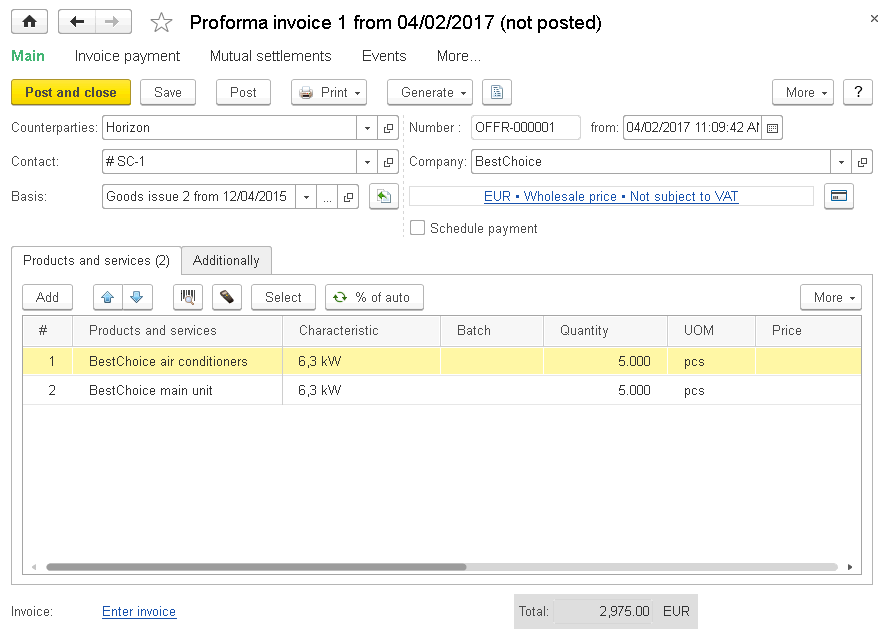 Proforma invoice 1 from 04/02/2017 (not posted)
Main Invoice payment Mutual settlements Events More...
Post and close Save Post Print Generate More ?
Counterparties: Horizon Number : OFFR-000001 from: 04/02/2017 11:09:42
Contact: # SC-1 Company: BestChoice
Basis: Goods issue 2 from 12/04/2015 ... EUR • Wholesale price • Not subject to VAT
Schedule payment
Products and services (2) Additionally
Add Select % of auto More
# Products and services Characteristic Batch Quantity UOM Price
1 BestChoice air conditioners 6,3 kW 5.000 pcs
2 BestChoice main unit 6,3 kW 5.000 pcs
Invoice: Enter invoice Total: 2,975.00 EUR